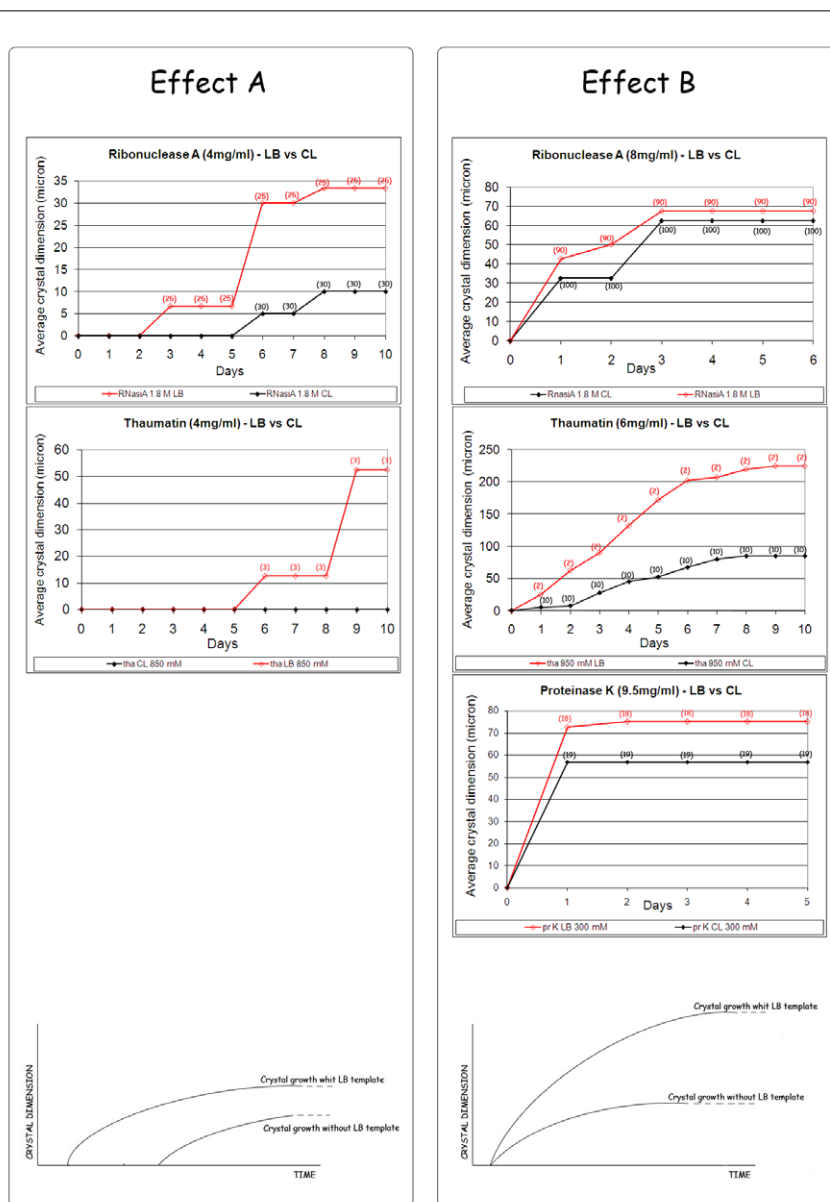 Effect A
Ribonuclease A (4mg/ml) - LB vs CL
Average crystal dimension (micron)
35
30
25
20
15
10
5
0
(26) (26) (25)
(26) (26)
(25) (26) (26)
(30) (30)
(30) (30) (30)
0 1 2 3 4 5 6 7 8 9 10
Days
RNasiA 1.8 M LB RNasiA 1.8 M CL
Thaumatin (4mg/ml) - LB vs CL
Average crystal dimension (micron)
60
50
40
30
20
10
0
(3) (3) (3)
(3) (3)
0 1 2 3 4 5 6 7 8 9 10
Days
tha CL 850 mM tha LB 850 mM
CRYSTAL DIMENSION
Crystal growth whit LB template
Crystal growth without LB template
TIME
Effect B
Ribonuclease A (8mg/ml) - LB vs CL
Average crystal dimension (micron)
80
70
60
50
40
30
20
10
0
(90) (90) (90) (90) (90) (90)
(100) (100) (100) (100) (100) (100)
0 1 2 3 4 5 6
Days
RNasiA 1.8 M CL RNasiA 1.8 M LB
Thaumatin (6mg/ml) - LB vs CL
Average crystal dimension (micron)
250
200
150
100
50
0
(2) (2) (2) (2) (2) (2) (2) (2) (2) (2)
(10) (10) (10) (10) (10) (10) (10) (10) (10) (10)
0 1 2 3 4 5 6 7 8 9 10
Days
tha 950 mM LB tha 950 mM CL
Proteinase K (9.5mg/ml) - LB vs CL
Average crystal dimension (micron)
80
70
60
50
40
30
20
10
0
(18) (18) (18) (18) (18)
(19) (19) (19) (19) (19)
0 1 2 3 4 5
Days
pr K LB 300 mM pr K CL 300 mM
CRYSTAL DIMENSION
Crystal growth whit LB template
Crystal growth without LB template
TIME